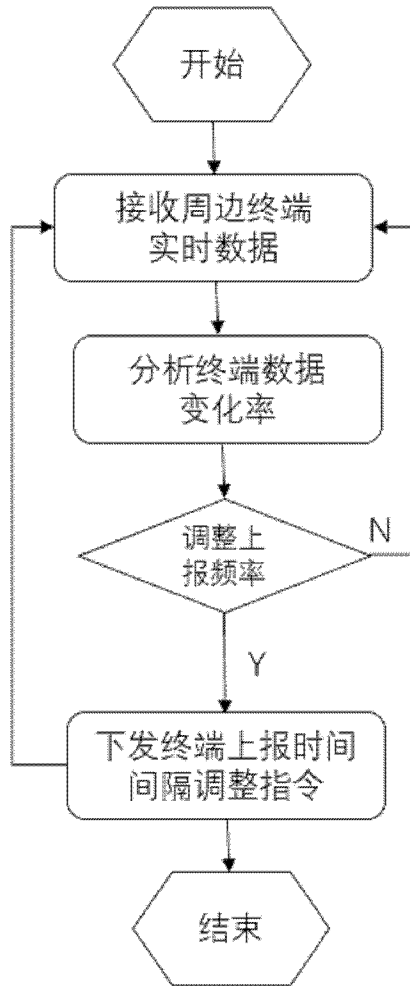 开始
接收周边终端
实时数据
分析终端数据
变化率
调整上
报频率
N
Y
下发终端上报时间
间隔调整指令
结束